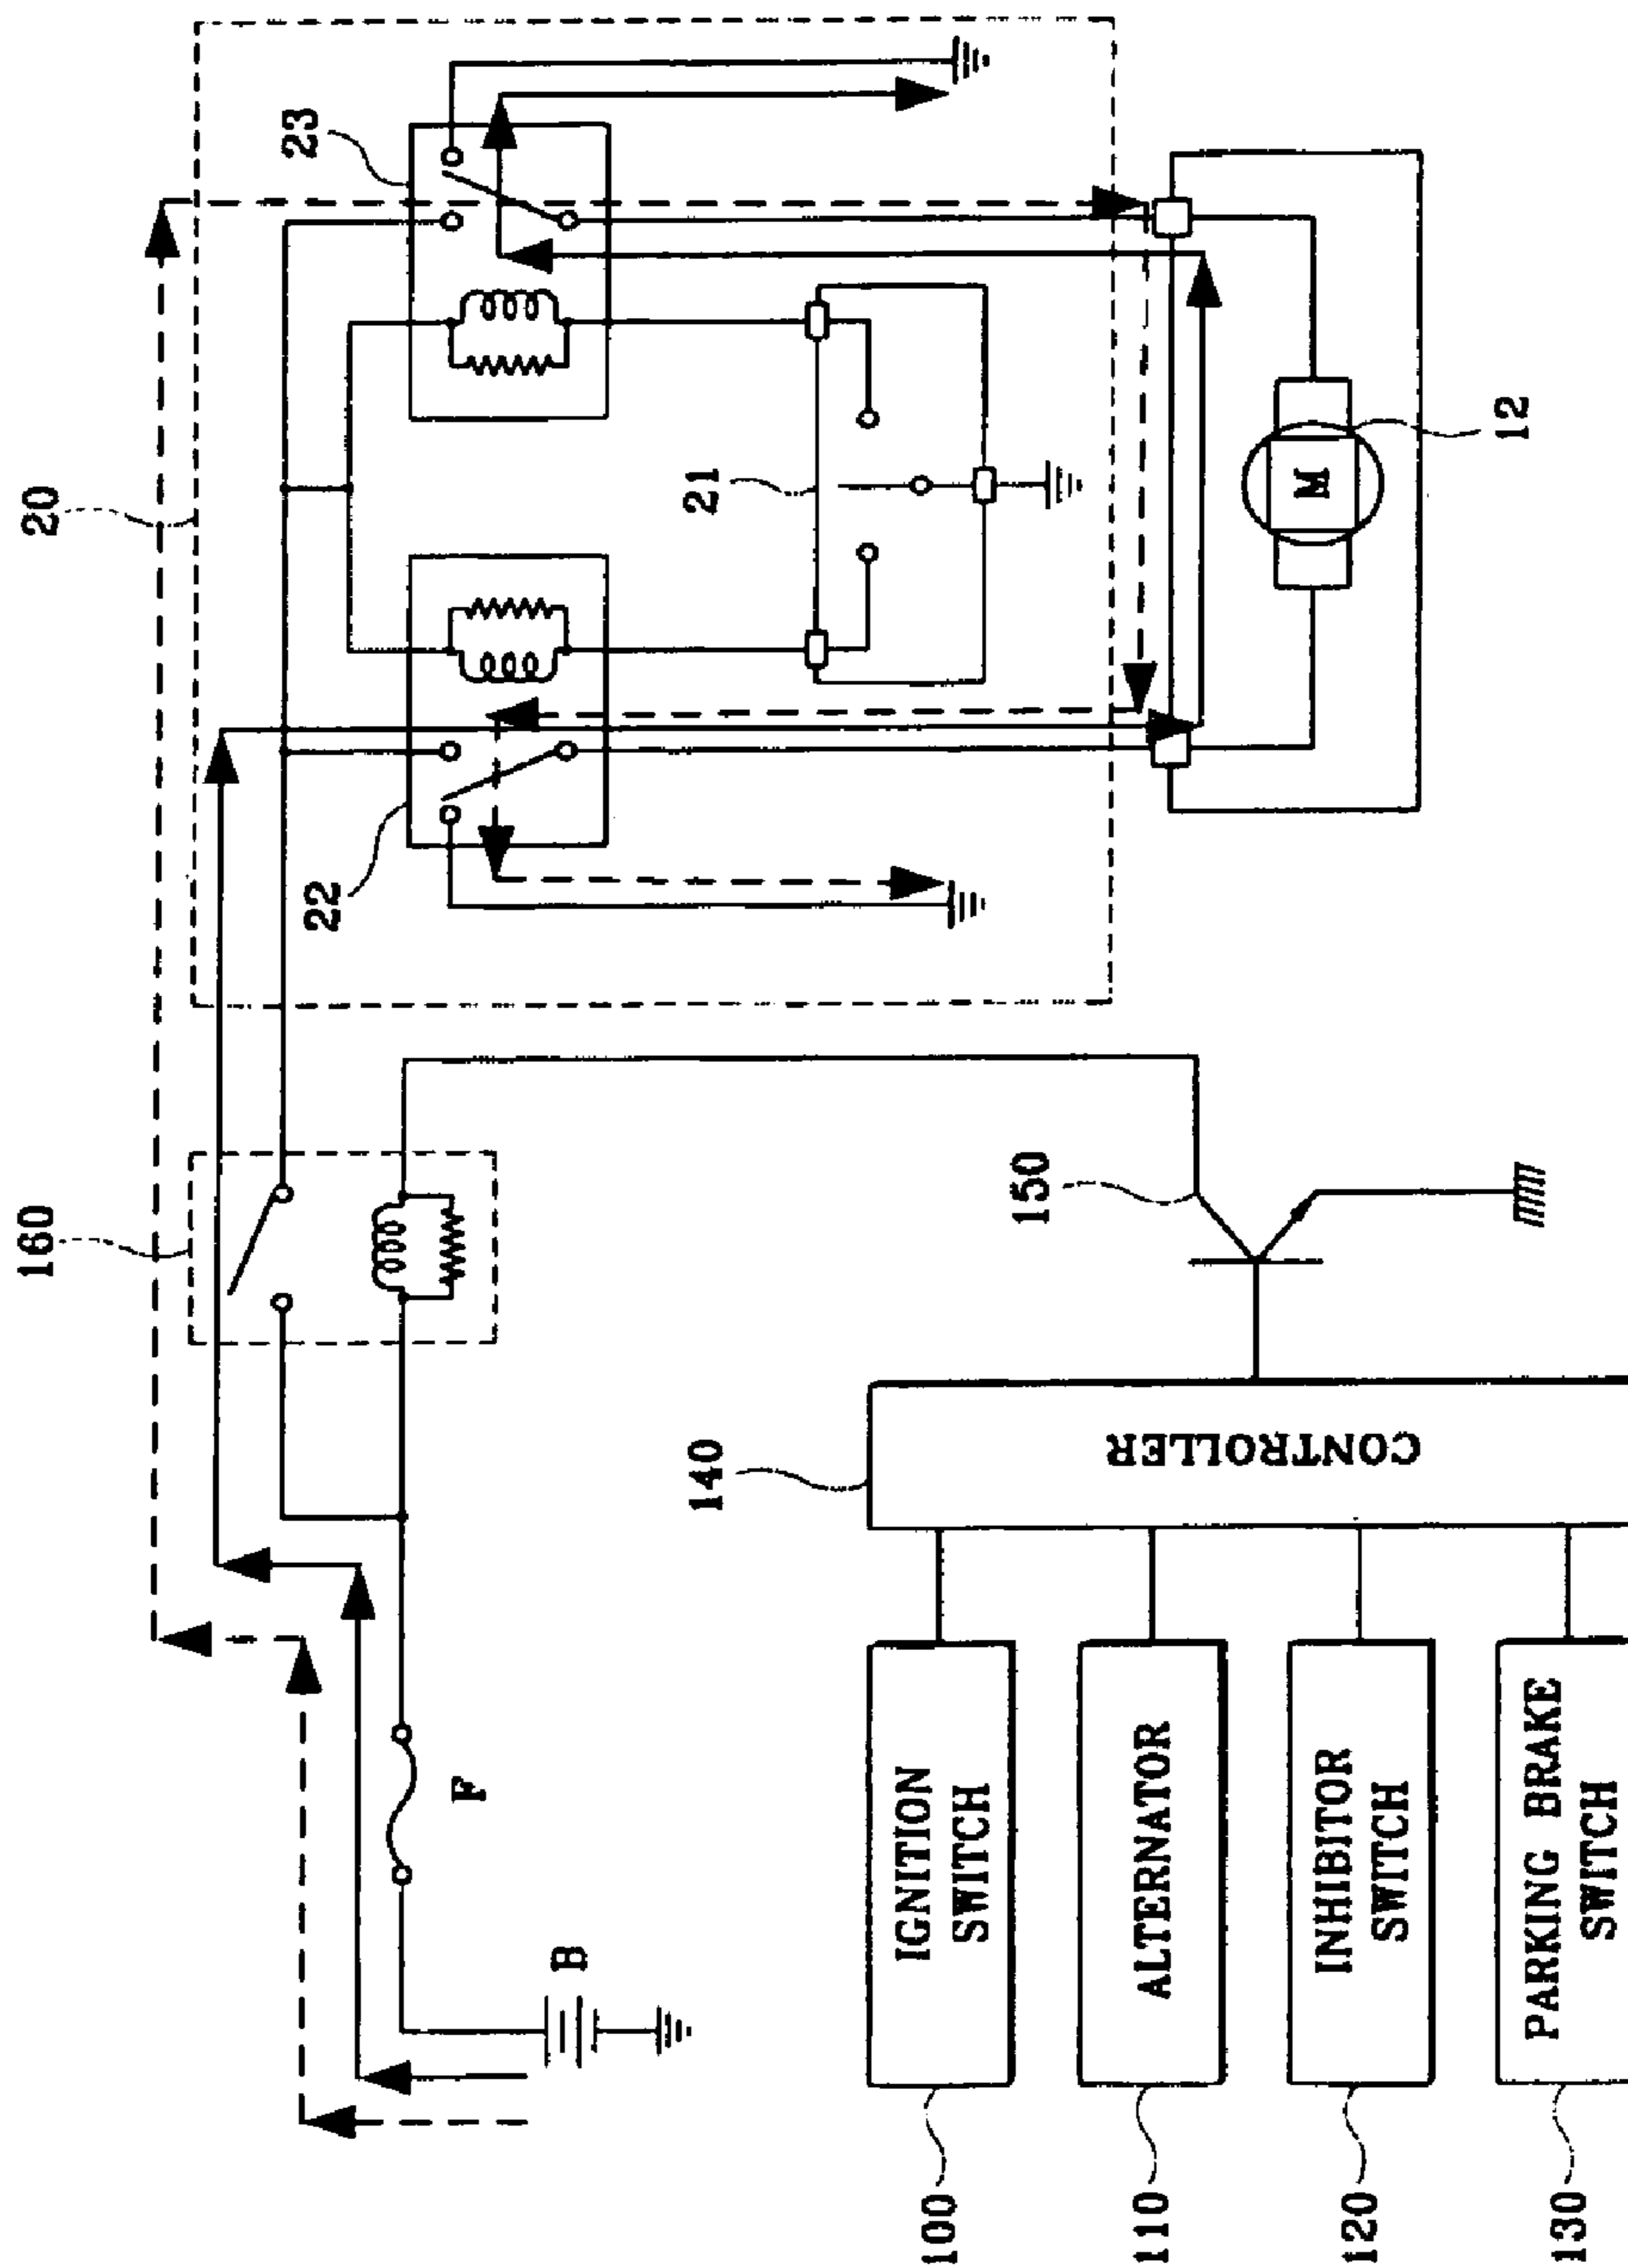 160
20
22
21
23
B
F
140
CONTROLLER
150
12
M
100
IGNITION
SWITCH
110
ALTERNATOR
120
INHIBITOR
SWITCH
130
PARKING BRAKE
SWITCH